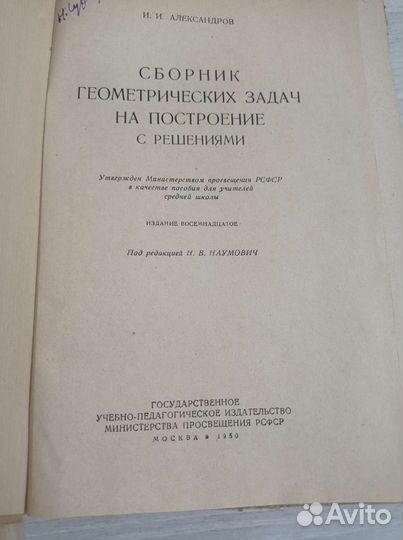 И. И. АЛЕКСАНДРОВ
СБОРНИК
ГЕОМЕТРИЧЕСКИХ ЗАДАЧ
НА ПОСТРОЕНИЕ
С РЕШЕНИЯМИ
Утвержден Министерством просвещения РСФСР
в качестве пособия для учителей
средней школы
ИЗДАНИЕ ВОСЕМНАДЦАТОЕ
Под редакцией Н. В. НАУМОВИЧ
ГОСУДАРСТВЕННОЕ
УЧЕБНО-ПЕДАГОГИЧЕСКОЕ ИЗДАТЕЛЬСТВО
МИНИСТЕРСТВА ПРОСВЕЩЕНИЯ РСФСР
МОСКВА * 1950
Avito